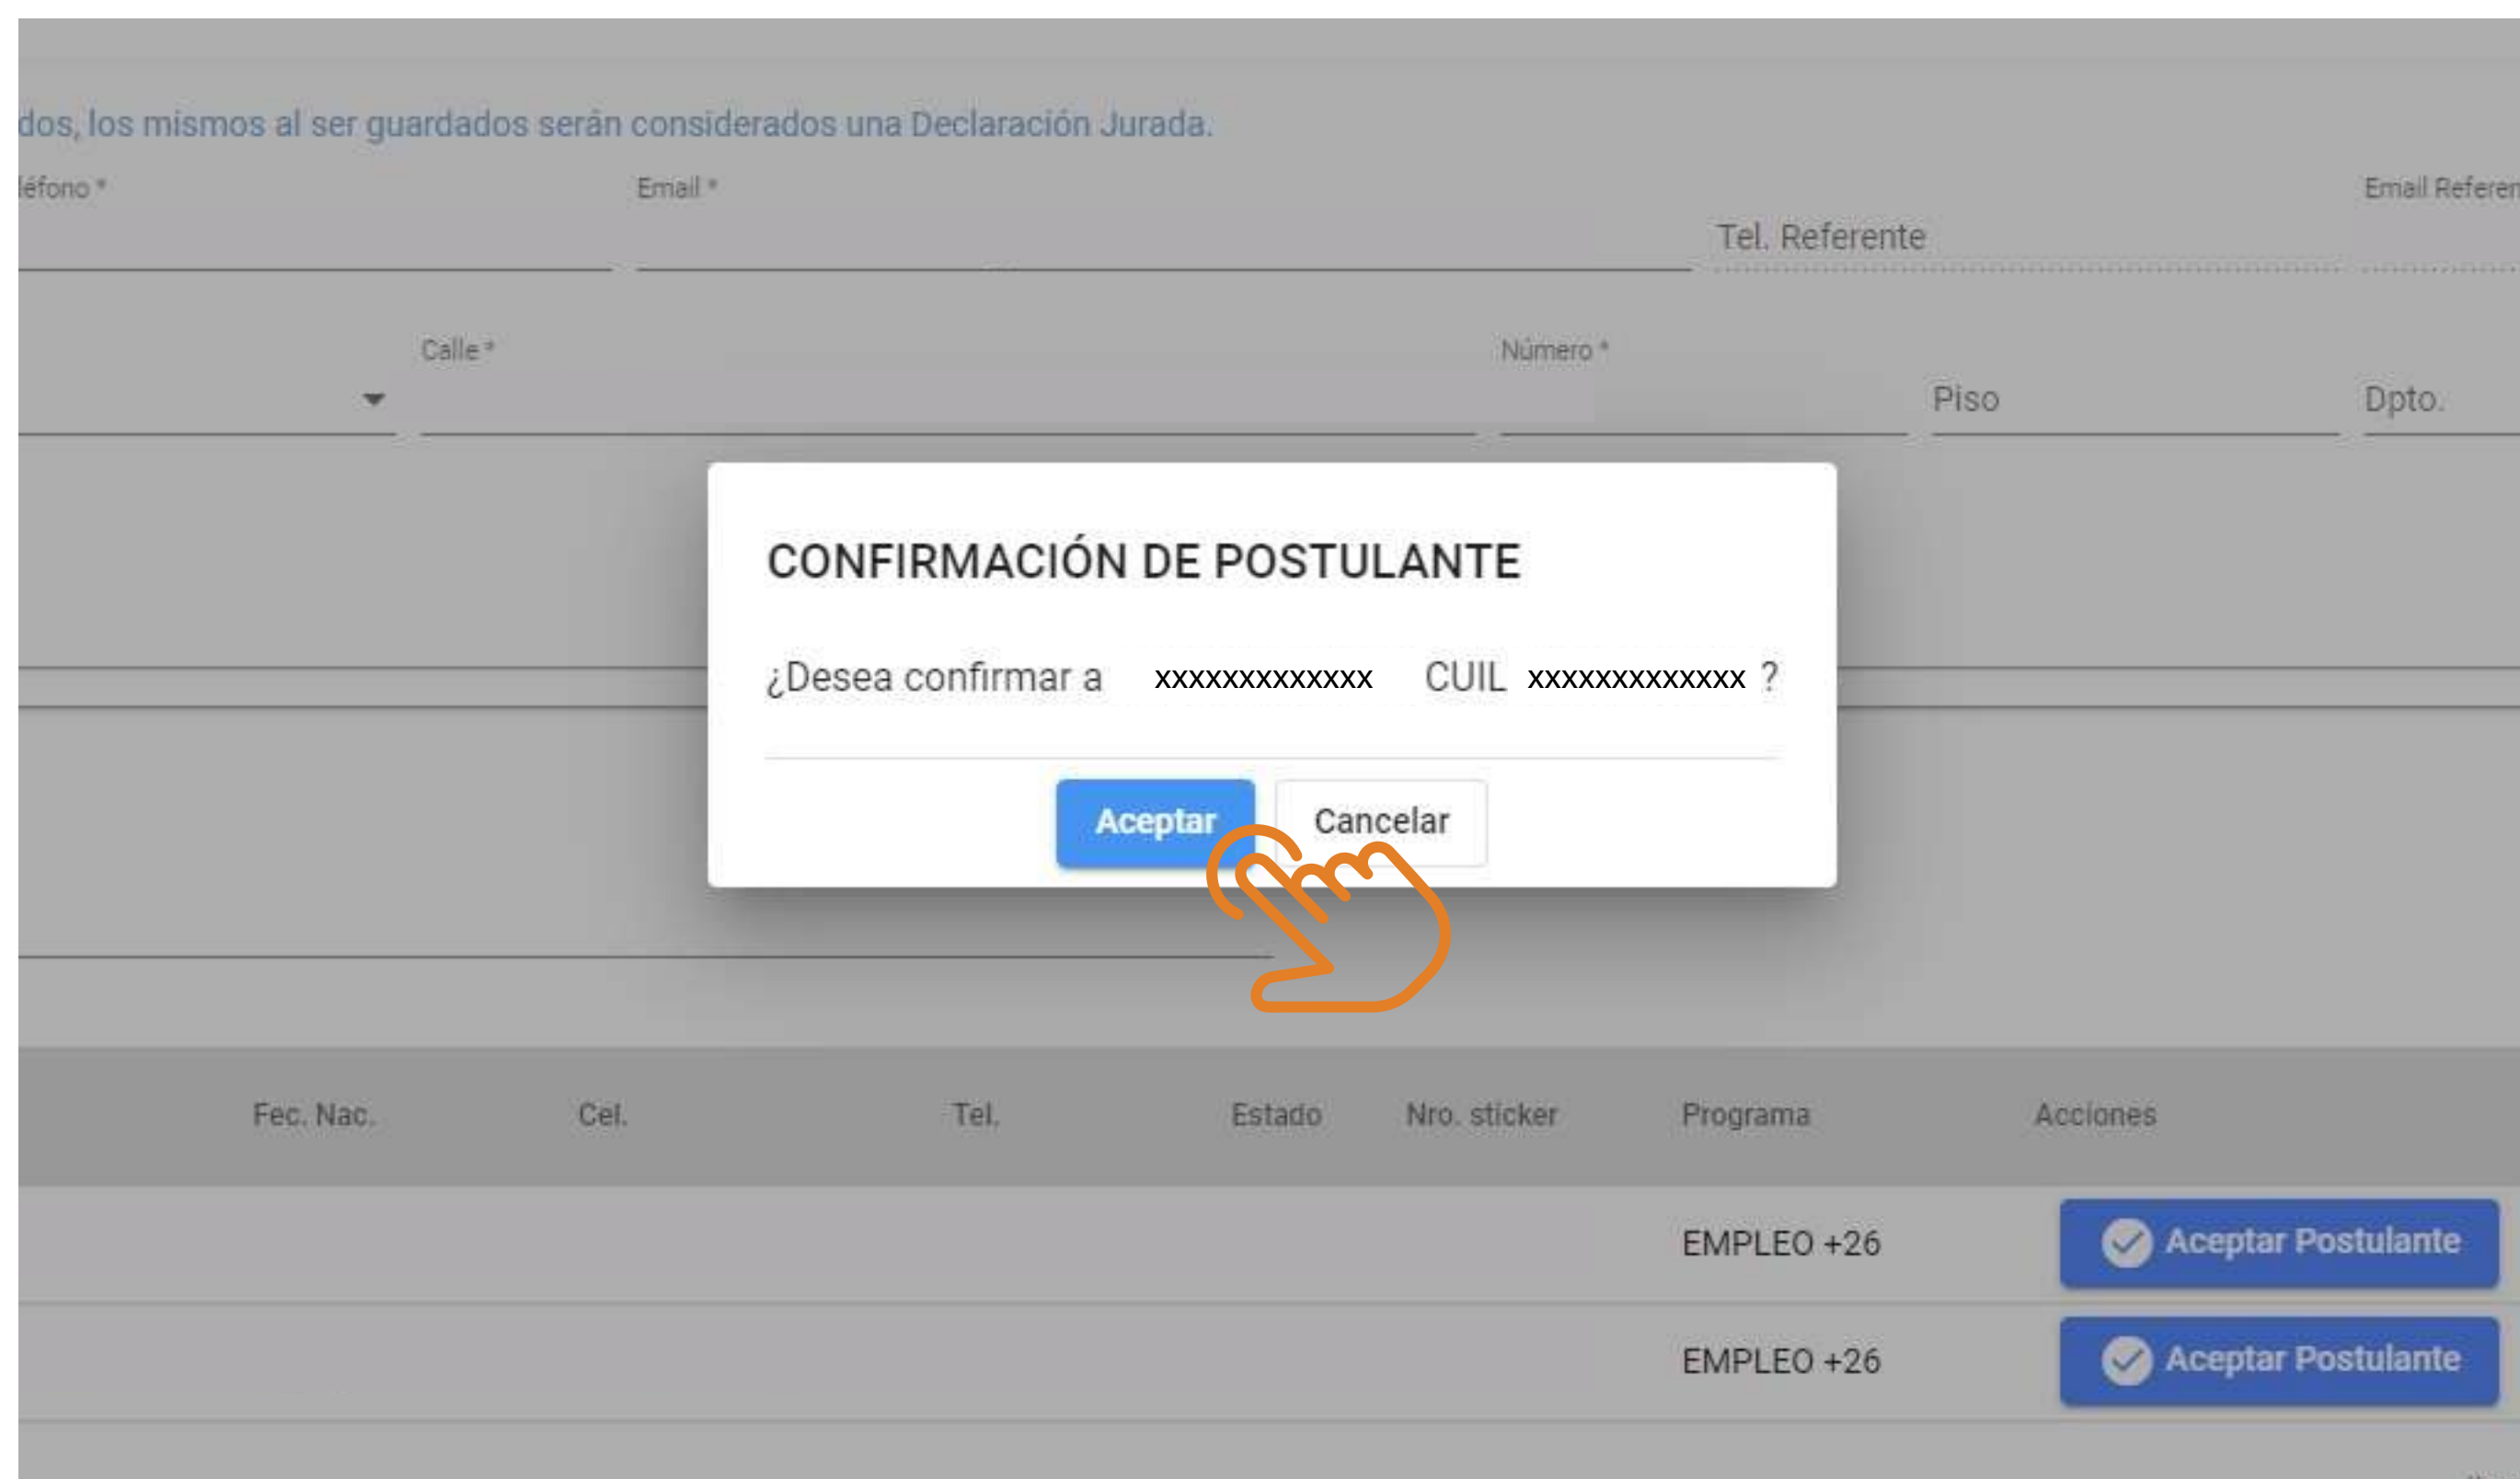 dos, los mismos al ser guardados serán considerados una Declaración Jurada.
léfono * Email * Email Referen
Tel. Referente
Calle * Número *
Piso Dpto.
CONFIRMACIÓN DE POSTULANTE
¿Desea confirmar a xxxxxxxxxxxxx CUIL xxxxxxxxxxxxx ?
Aceptar Cancelar
Fec. Nac. Cel. Tel. Estado Nro. sticker Programa Acciones
EMPLEO +26 Aceptar Postulante
EMPLEO +26 Aceptar Postulante